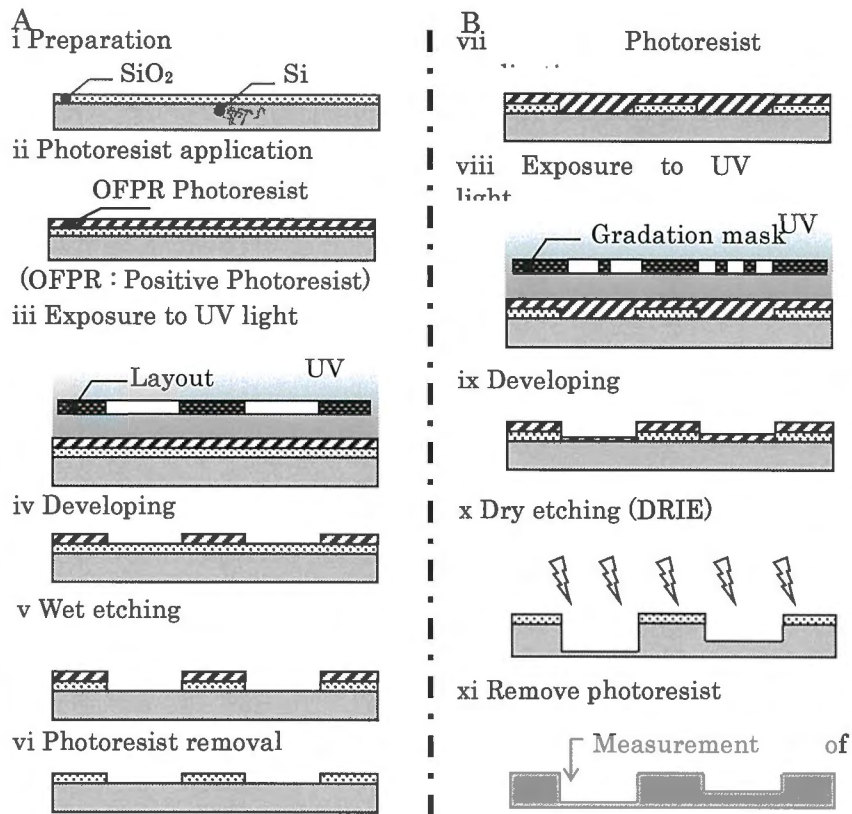 A
i Preparation
SiO₂
Si
ii Photoresist application
OFPR Photoresist
(OFPR : Positive Photoresist)
iii Exposure to UV light
UV
Layout
iv Developing
v Wet etching
vi Photoresist removal
B
vii Photoresist
viii Exposure to UV
light
UV
Gradation mask
ix Developing
x Dry etching (DRIE)
xi Remove photoresist
Measurement of